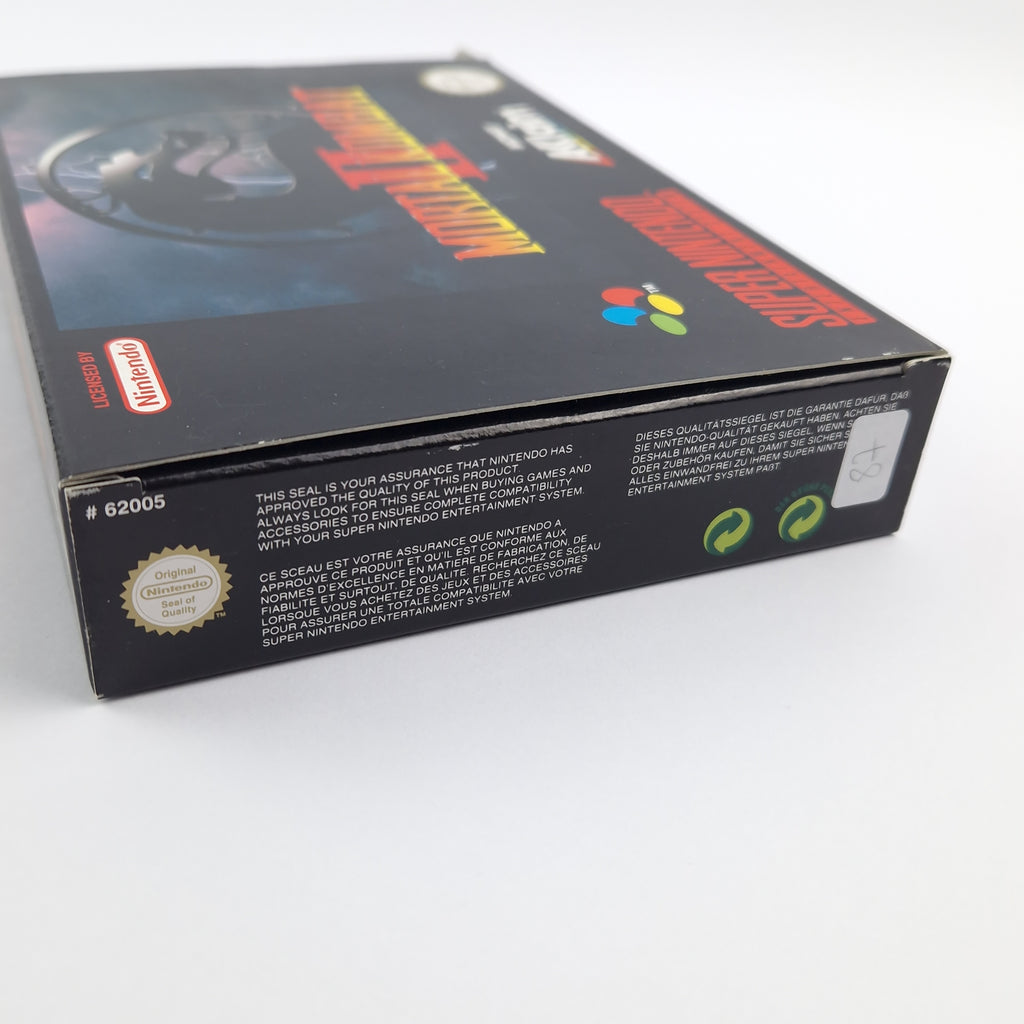 MORTAL KOMBAT
II
AKlaim
SUPER NINTENDO
TM
LICENSED BY
Nintendo
# 62005
Original
Nintendo
Seal of
Quality
TM
THIS SEAL IS YOUR ASSURANCE THAT NINTENDO HAS
APPROVED THE QUALITY OF THIS PRODUCT.
ALWAYS LOOK FOR THIS SEAL WHEN BUYING GAMES AND
ACCESSORIES TO ENSURE COMPLETE COMPATIBILITY
WITH YOUR SUPER NINTENDO ENTERTAINMENT SYSTEM.
CE SCEAU EST VOTRE ASSURANCE QUE NINTENDO A
APPROUVE CE PRODUIT ET QU'IL EST CONFORME AUX
NORMES D'EXCELLENCE EN MATIERE DE FABRICATION, DE
FIABILITE ET SURTOUT, DE QUALITE. RECHERCHEZ CE SCEAU
LORSQUE VOUS ACHETEZ DES JEUX ET DES ACCESSOIRES
POUR ASSURER UNE TOTALE COMPATIBILITE AVEC VOTRE
SUPER NINTENDO ENTERTAINMENT SYSTEM.
DIESES QUALITÄTSSIEGEL IST DIE GARANTIE DAFÜR, DAß
SIE NINTENDO-QUALITÄT GEKAUFT HABEN. ACHTEN SIE
DESHALB IMMER AUF DIESES SIEGEL, WENN S
ODER ZUBEHÖR KAUFEN, DAMIT SIE SICHER S
ALLES EINWANDFREI ZU IHREM SUPER NINTEN
ENTERTAINMENT SYSTEM PAßT.
87